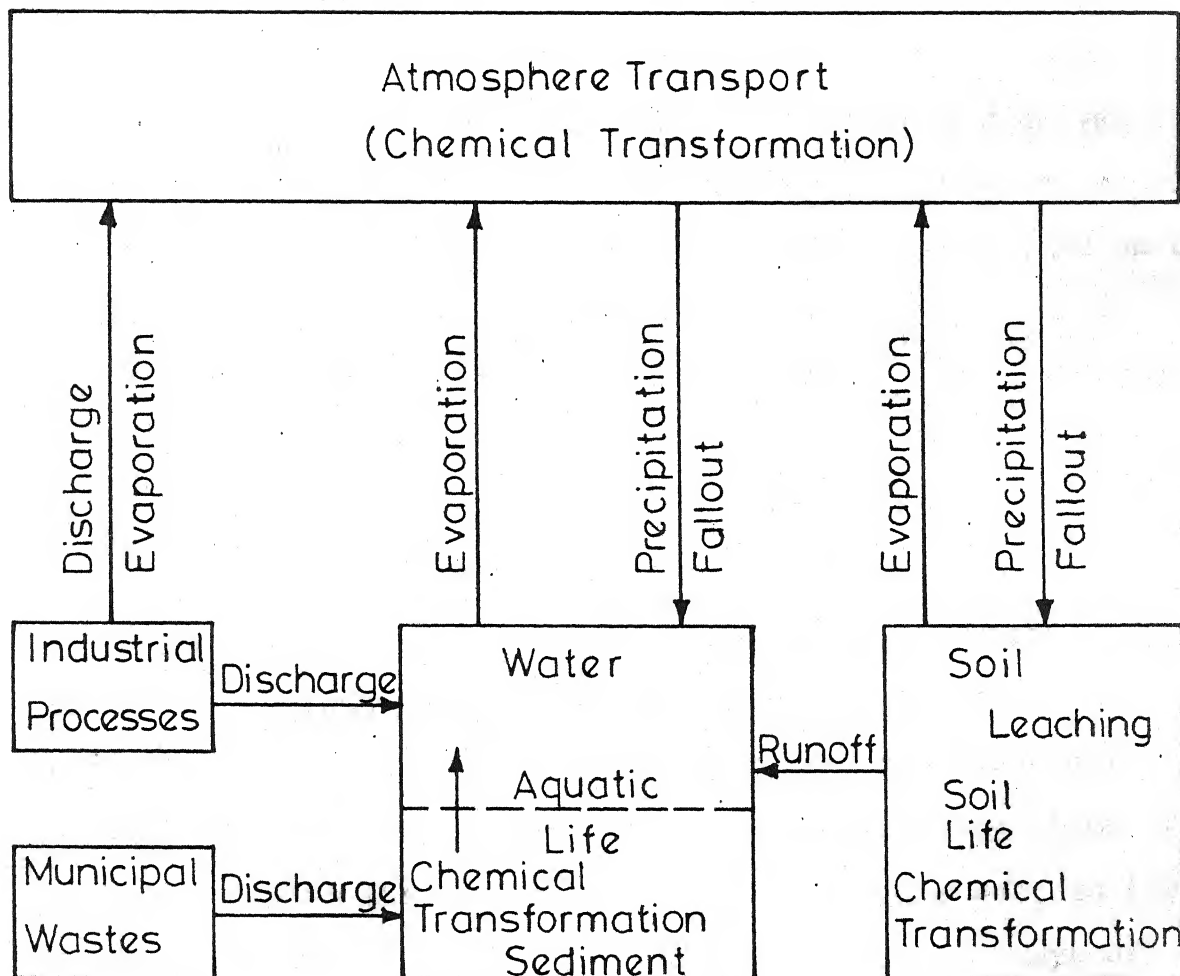 Atmosphere Transport
(Chemical Transformation)
Discharge
Evaporation
Evaporation
Precipitation
Fallout
Evaporation
Precipitation
Fallout
Industrial
Processes
Discharge
Water
Aquatic
Life
Chemical
Transformation
Sediment
Runoff
Soil
Leaching
Soil
Life
Chemical
Transformation
Municipal
Wastes
Discharge